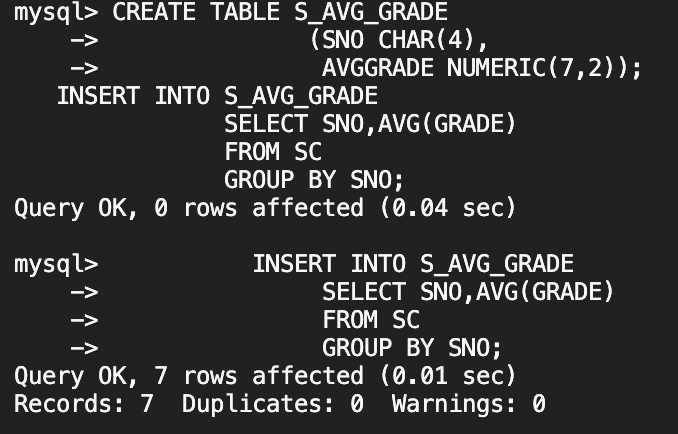 mysql> CREATE TABLE S_AVG_GRADE
    ->                 (SNO CHAR(4),
    ->                  AVGGRADE NUMERIC(7,2));
   INSERT INTO S_AVG_GRADE
                 SELECT SNO,AVG(GRADE)
                 FROM SC
                 GROUP BY SNO;
Query OK, 0 rows affected (0.04 sec)

mysql>            INSERT INTO S_AVG_GRADE
    ->                  SELECT SNO,AVG(GRADE)
    ->                  FROM SC
    ->                  GROUP BY SNO;
Query OK, 7 rows affected (0.01 sec)
Records: 7  Duplicates: 0  Warnings: 0